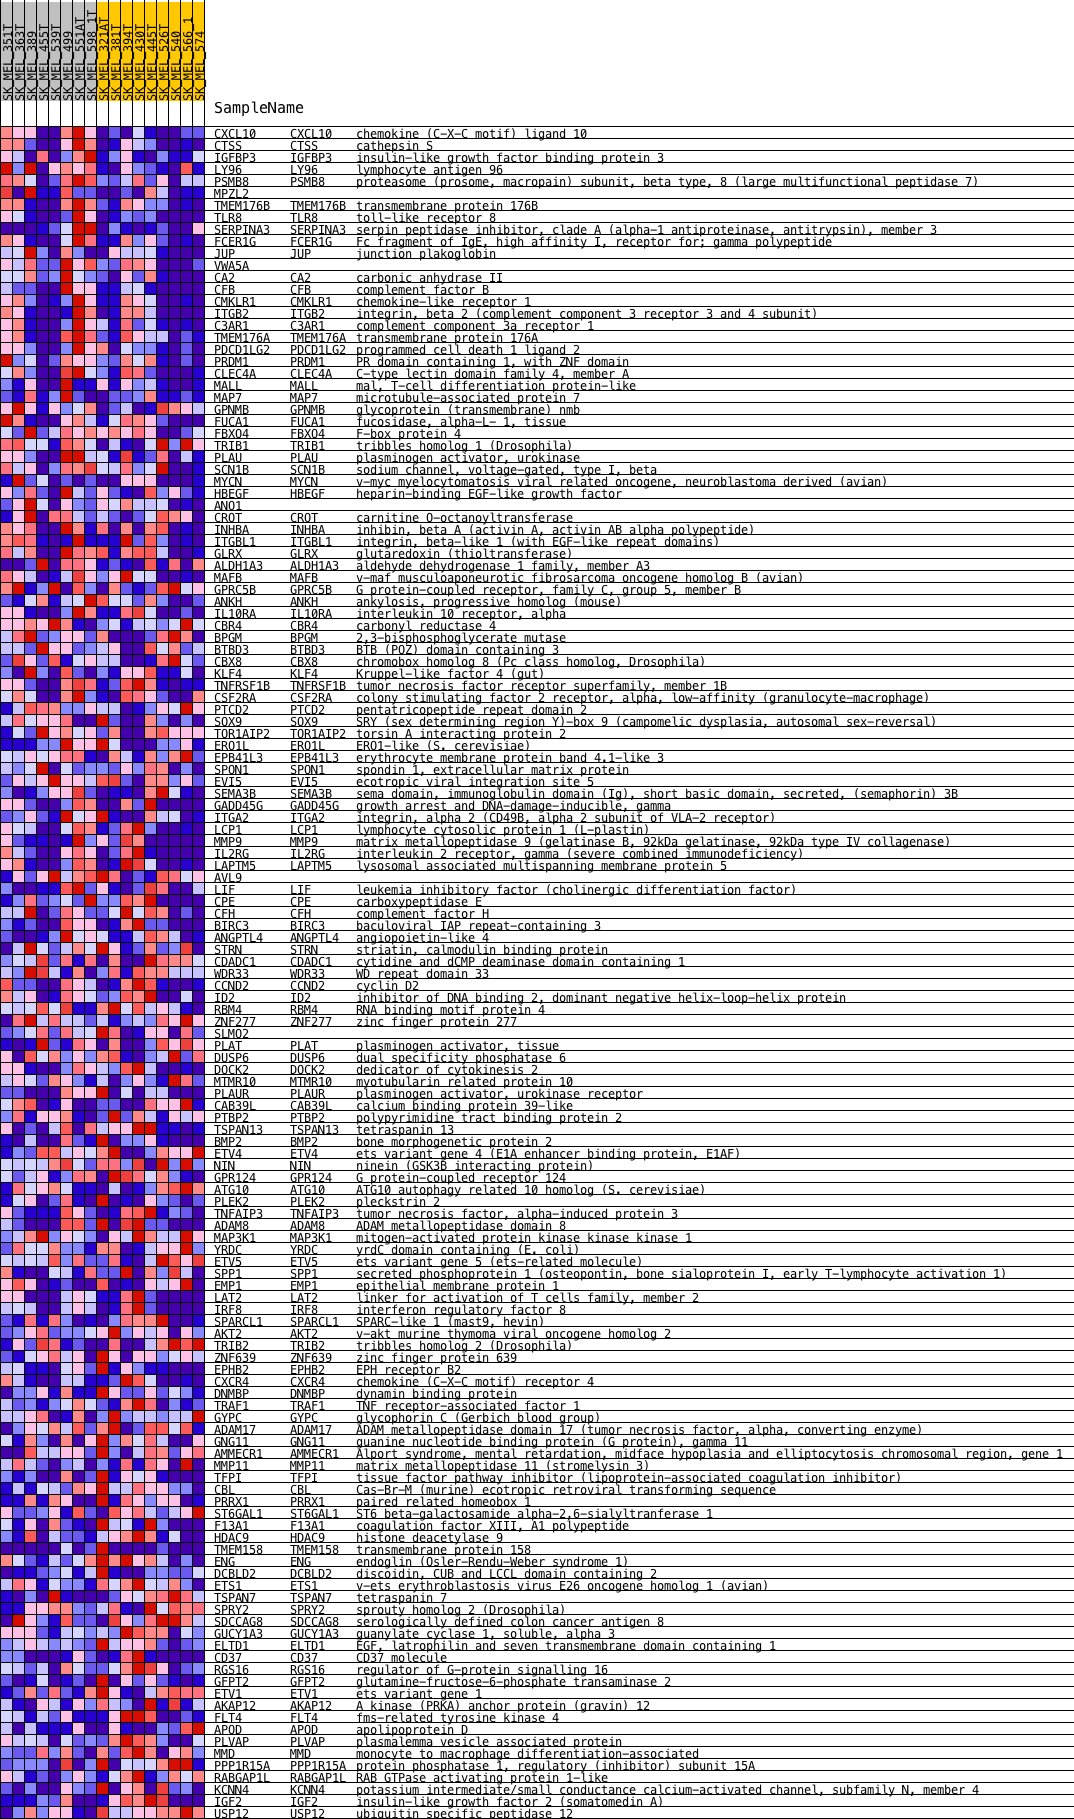 SK_MEL_351T
SK_MEL_363T
SK_MEL_389
SK_MEL_455T
SK_MEL_539T
SK_MEL_499
SK_MEL_551AT
SK_MEL_598_1T
SK_MEL_321AT
SK_MEL_381T
SK_MEL_394T
SK_MEL_430T
SK_MEL_445T
SK_MEL_526T
SK_MEL_540
SK_MEL_566_1
SK_MEL_574
SampleName
CXCL10 CXCL10 chemokine (C-X-C motif) ligand 10
CTSS CTSS cathepsin S
IGFBP3 IGFBP3 insulin-like growth factor binding protein 3
LY96 LY96 lymphocyte antigen 96
PSMB8 PSMB8 proteasome (prosome, macropain) subunit, beta type, 8 (large multifunctional peptidase 7)
MPZL2
TMEM176B TMEM176B transmembrane protein 176B
TLR8 TLR8 toll-like receptor 8
SERPINA3 SERPINA3 serpin peptidase inhibitor, clade A (alpha-1 antiproteinase, antitrypsin), member 3
FCER1G FCER1G Fc fragment of IgE, high affinity I, receptor for; gamma polypeptide
JUP JUP junction plakoglobin
VWA5A
CA2 CA2 carbonic anhydrase II
CFB CFB complement factor B
CMKLR1 CMKLR1 chemokine-like receptor 1
ITGB2 ITGB2 integrin, beta 2 (complement component 3 receptor 3 and 4 subunit)
C3AR1 C3AR1 complement component 3a receptor 1
TMEM176A TMEM176A transmembrane protein 176A
PDCD1LG2 PDCD1LG2 programmed cell death 1 ligand 2
PRDM1 PRDM1 PR domain containing 1, with ZNF domain
CLEC4A CLEC4A C-type lectin domain family 4, member A
MALL MALL mal, T-cell differentiation protein-like
MAP7 MAP7 microtubule-associated protein 7
GPNMB GPNMB glycoprotein (transmembrane) nmb
FUCA1 FUCA1 fucosidase, alpha-L- 1, tissue
FBXO4 FBXO4 F-box protein 4
TRIB1 TRIB1 tribbles homolog 1 (Drosophila)
PLAU PLAU plasminogen activator, urokinase
SCN1B SCN1B sodium channel, voltage-gated, type I, beta
MYCN MYCN v-myc myelocytomatosis viral related oncogene, neuroblastoma derived (avian)
HBEGF HBEGF heparin-binding EGF-like growth factor
ANO1
CROT CROT carnitine O-octanoyltransferase
INHBA INHBA inhibin, beta A (activin A, activin AB alpha polypeptide)
ITGBL1 ITGBL1 integrin, beta-like 1 (with EGF-like repeat domains)
GLRX GLRX glutaredoxin (thioltransferase)
ALDH1A3 ALDH1A3 aldehyde dehydrogenase 1 family, member A3
MAFB MAFB v-maf musculoaponeurotic fibrosarcoma oncogene homolog B (avian)
GPRC5B GPRC5B G protein-coupled receptor, family C, group 5, member B
ANKH ANKH ankylosis, progressive homolog (mouse)
IL10RA IL10RA interleukin 10 receptor, alpha
CBR4 CBR4 carbonyl reductase 4
BPGM BPGM 2,3-bisphosphoglycerate mutase
BTBD3 BTBD3 BTB (POZ) domain containing 3
CBX8 CBX8 chromobox homolog 8 (Pc class homolog, Drosophila)
KLF4 KLF4 Kruppel-like factor 4 (gut)
TNFRSF1B TNFRSF1B tumor necrosis factor receptor superfamily, member 1B
CSF2RA CSF2RA colony stimulating factor 2 receptor, alpha, low-affinity (granulocyte-macrophage)
PTCD2 PTCD2 pentatricopeptide repeat domain 2
SOX9 SOX9 SRY (sex determining region Y)-box 9 (campomelic dysplasia, autosomal sex-reversal)
TOR1AIP2 TOR1AIP2 torsin A interacting protein 2
ERO1L ERO1L ERO1-like (S. cerevisiae)
EPB41L3 EPB41L3 erythrocyte membrane protein band 4.1-like 3
SPON1 SPON1 spondin 1, extracellular matrix protein
EVI5 EVI5 ecotropic viral integration site 5
SEMA3B SEMA3B sema domain, immunoglobulin domain (Ig), short basic domain, secreted, (semaphorin) 3B
GADD45G GADD45G growth arrest and DNA-damage-inducible, gamma
ITGA2 ITGA2 integrin, alpha 2 (CD49B, alpha 2 subunit of VLA-2 receptor)
LCP1 LCP1 lymphocyte cytosolic protein 1 (L-plastin)
MMP9 MMP9 matrix metallopeptidase 9 (gelatinase B, 92kDa gelatinase, 92kDa type IV collagenase)
IL2RG IL2RG interleukin 2 receptor, gamma (severe combined immunodeficiency)
LAPTM5 LAPTM5 lysosomal associated multispanning membrane protein 5
AVL9
LIF LIF leukemia inhibitory factor (cholinergic differentiation factor)
CPE CPE carboxypeptidase E
CFH CFH complement factor H
BIRC3 BIRC3 baculoviral IAP repeat-containing 3
ANGPTL4 ANGPTL4 angiopoietin-like 4
STRN STRN striatin, calmodulin binding protein
CDADC1 CDADC1 cytidine and dCMP deaminase domain containing 1
WDR33 WDR33 WD repeat domain 33
CCND2 CCND2 cyclin D2
ID2 ID2 inhibitor of DNA binding 2, dominant negative helix-loop-helix protein
RBM4 RBM4 RNA binding motif protein 4
ZNF277 ZNF277 zinc finger protein 277
SLMO2
PLAT PLAT plasminogen activator, tissue
DUSP6 DUSP6 dual specificity phosphatase 6
DOCK2 DOCK2 dedicator of cytokinesis 2
MTMR10 MTMR10 myotubularin related protein 10
PLAUR PLAUR plasminogen activator, urokinase receptor
CAB39L CAB39L calcium binding protein 39-like
PTBP2 PTBP2 polypyrimidine tract binding protein 2
TSPAN13 TSPAN13 tetraspanin 13
BMP2 BMP2 bone morphogenetic protein 2
ETV4 ETV4 ets variant gene 4 (E1A enhancer binding protein, E1AF)
NIN NIN ninein (GSK3B interacting protein)
GPR124 GPR124 G protein-coupled receptor 124
ATG10 ATG10 ATG10 autophagy related 10 homolog (S. cerevisiae)
PLEK2 PLEK2 pleckstrin 2
TNFAIP3 TNFAIP3 tumor necrosis factor, alpha-induced protein 3
ADAM8 ADAM8 ADAM metallopeptidase domain 8
MAP3K1 MAP3K1 mitogen-activated protein kinase kinase kinase 1
YRDC YRDC yrdC domain containing (E. coli)
ETV5 ETV5 ets variant gene 5 (ets-related molecule)
SPP1 SPP1 secreted phosphoprotein 1 (osteopontin, bone sialoprotein I, early T-lymphocyte activation 1)
EMP1 EMP1 epithelial membrane protein 1
LAT2 LAT2 linker for activation of T cells family, member 2
IRF8 IRF8 interferon regulatory factor 8
SPARCL1 SPARCL1 SPARC-like 1 (mast9, hevin)
AKT2 AKT2 v-akt murine thymoma viral oncogene homolog 2
TRIB2 TRIB2 tribbles homolog 2 (Drosophila)
ZNF639 ZNF639 zinc finger protein 639
EPHB2 EPHB2 EPH receptor B2
CXCR4 CXCR4 chemokine (C-X-C motif) receptor 4
DNMBP DNMBP dynamin binding protein
TRAF1 TRAF1 TNF receptor-associated factor 1
GYPC GYPC glycophorin C (Gerbich blood group)
ADAM17 ADAM17 ADAM metallopeptidase domain 17 (tumor necrosis factor, alpha, converting enzyme)
GNG11 GNG11 guanine nucleotide binding protein (G protein), gamma 11
AMMECR1 AMMECR1 Alport syndrome, mental retardation, midface hypoplasia and elliptocytosis chromosomal region, gene 1
MMP11 MMP11 matrix metallopeptidase 11 (stromelysin 3)
TFPI TFPI tissue factor pathway inhibitor (lipoprotein-associated coagulation inhibitor)
CBL CBL Cas-Br-M (murine) ecotropic retroviral transforming sequence
PRRX1 PRRX1 paired related homeobox 1
ST6GAL1 ST6GAL1 ST6 beta-galactosamide alpha-2,6-sialyltranferase 1
F13A1 F13A1 coagulation factor XIII, A1 polypeptide
HDAC9 HDAC9 histone deacetylase 9
TMEM158 TMEM158 transmembrane protein 158
ENG ENG endoglin (Osler-Rendu-Weber syndrome 1)
DCBLD2 DCBLD2 discoidin, CUB and LCCL domain containing 2
ETS1 ETS1 v-ets erythroblastosis virus E26 oncogene homolog 1 (avian)
TSPAN7 TSPAN7 tetraspanin 7
SPRY2 SPRY2 sprouty homolog 2 (Drosophila)
SDCCAG8 SDCCAG8 serologically defined colon cancer antigen 8
GUCY1A3 GUCY1A3 guanylate cyclase 1, soluble, alpha 3
ELTD1 ELTD1 EGF, latrophilin and seven transmembrane domain containing 1
CD37 CD37 CD37 molecule
RGS16 RGS16 regulator of G-protein signalling 16
GFPT2 GFPT2 glutamine-fructose-6-phosphate transaminase 2
ETV1 ETV1 ets variant gene 1
AKAP12 AKAP12 A kinase (PRKA) anchor protein (gravin) 12
FLT4 FLT4 fms-related tyrosine kinase 4
APOD APOD apolipoprotein D
PLVAP PLVAP plasmalemma vesicle associated protein
MMD MMD monocyte to macrophage differentiation-associated
PPP1R15A PPP1R15A protein phosphatase 1, regulatory (inhibitor) subunit 15A
RABGAP1L RABGAP1L RAB GTPase activating protein 1-like
KCNN4 KCNN4 potassium intermediate/small conductance calcium-activated channel, subfamily N, member 4
IGF2 IGF2 insulin-like growth factor 2 (somatomedin A)
USP12 USP12 ubiquitin specific peptidase 12